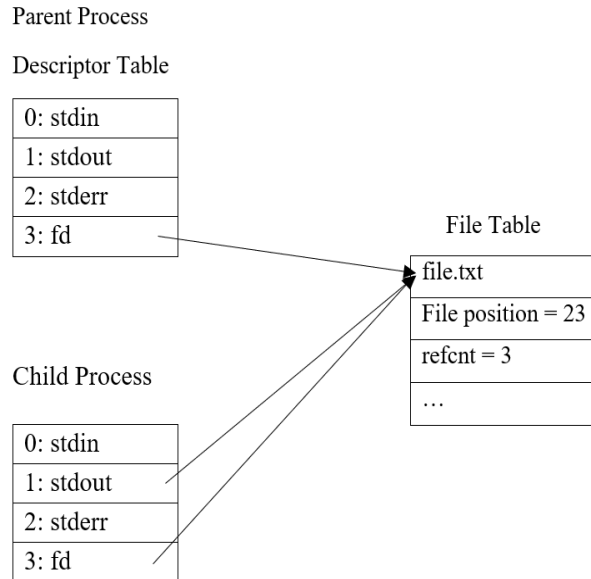 Parent Process
Descriptor Table
0: stdin
1: stdout
2: stderr
3: fd
File Table
file.txt
File position = 23
refcnt = 3
…
Child Process
0: stdin
1: stdout
2: stderr
3: fd